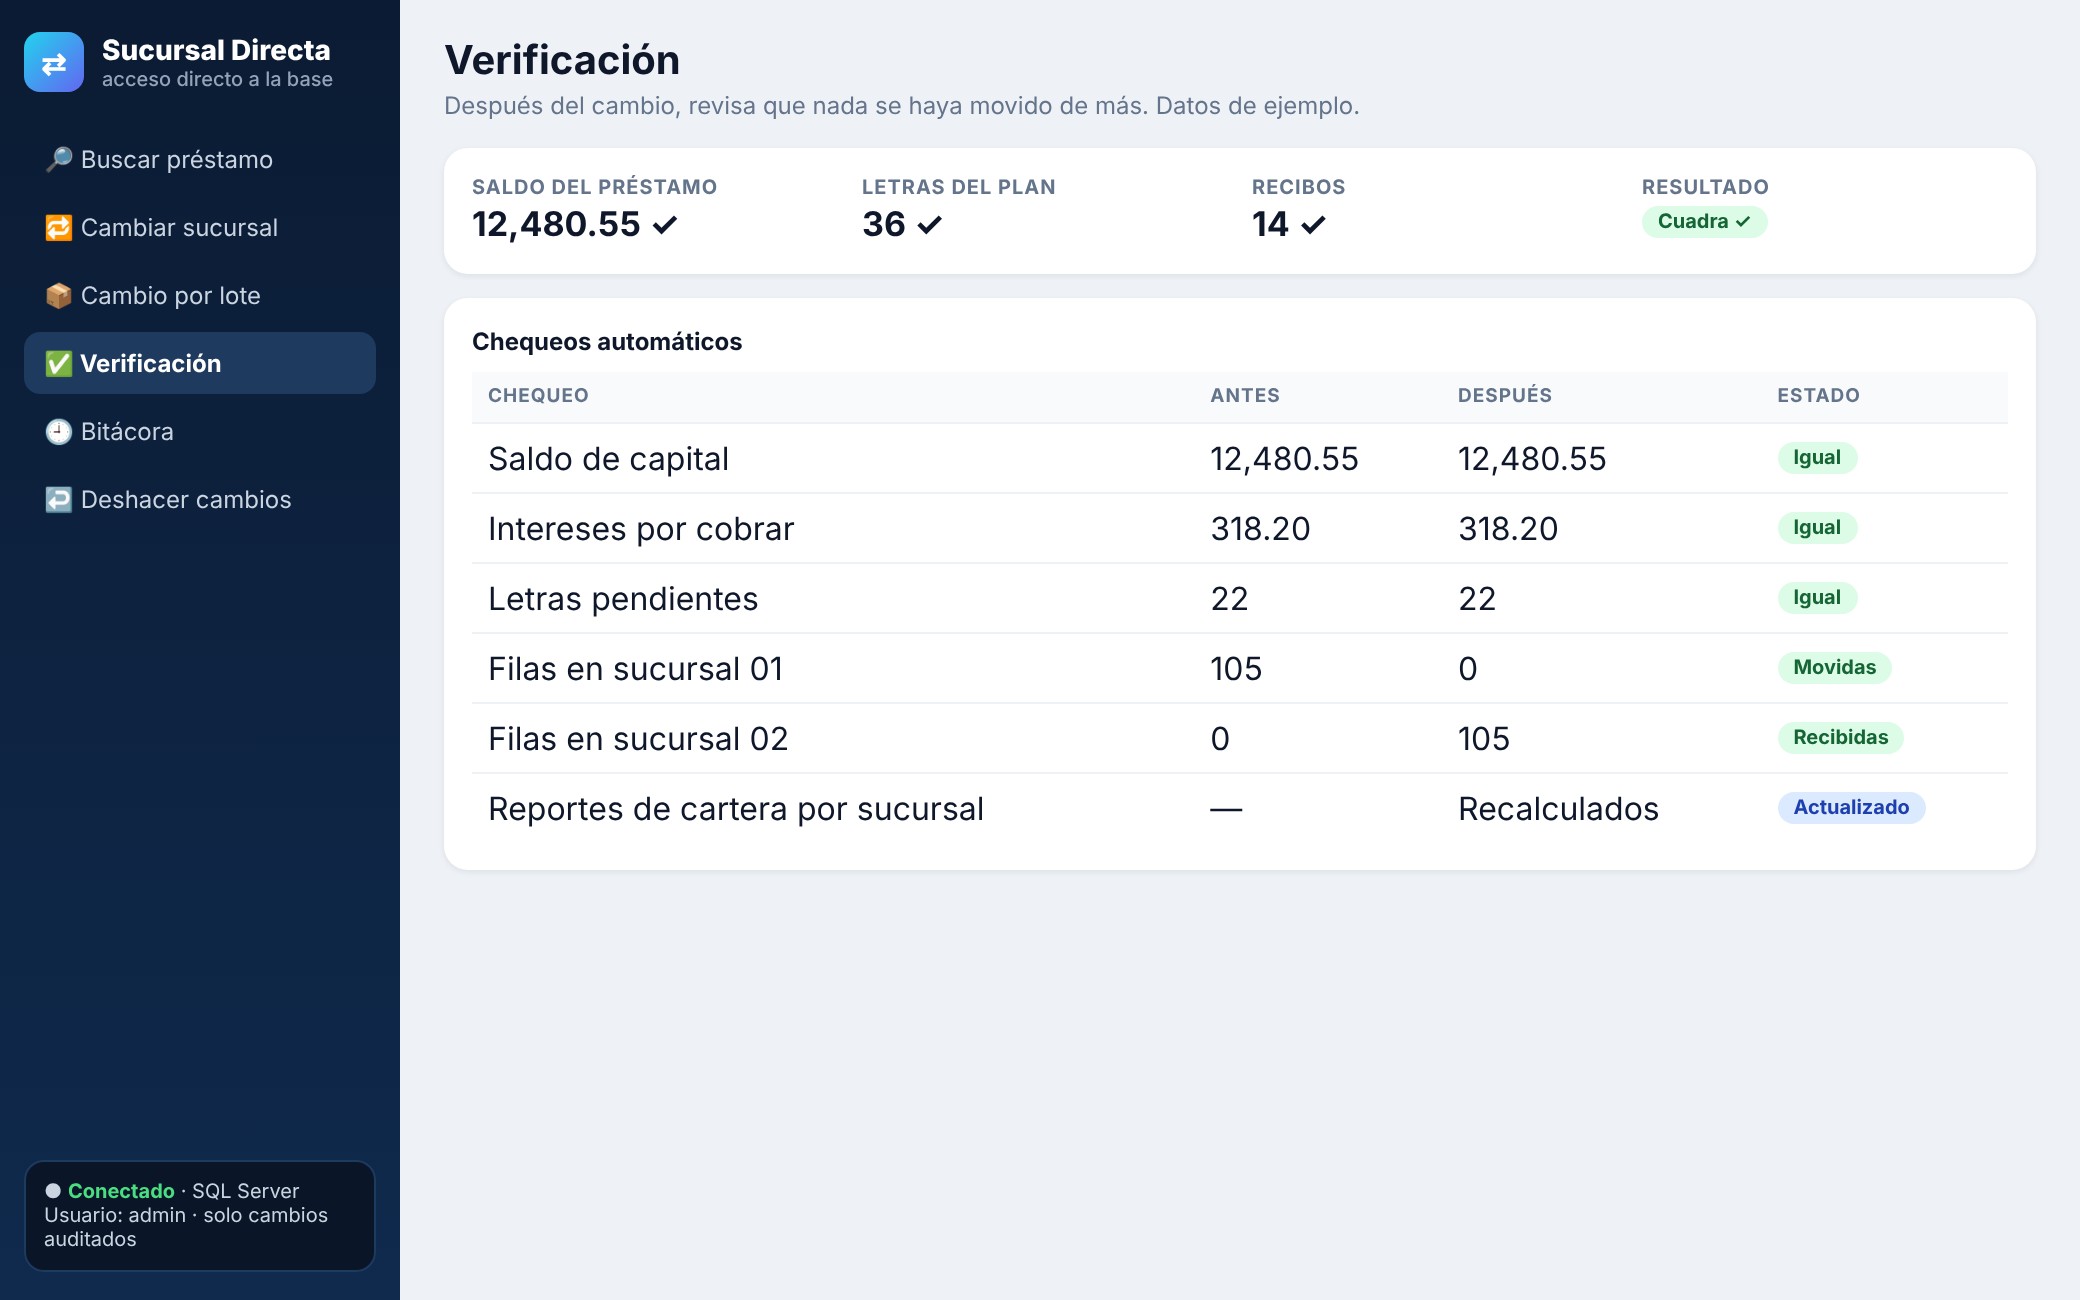 Sucursal Directa
acceso directo a la base
Buscar préstamo
Cambiar sucursal
Cambio por lote
Verificación
Bitácora
Deshacer cambios
● Conectado · SQL Server
Usuario: admin · solo cambios
auditados
Verificación
Después del cambio, revisa que nada se haya movido de más. Datos de ejemplo.
SALDO DEL PRÉSTAMO LETRAS DEL PLAN RECIBOS RESULTADO
12,480.55 ✓ 36 ✓ 14 ✓ Cuadra ✓
Chequeos automáticos
CHEQUEO ANTES DESPUÉS ESTADO
Saldo de capital 12,480.55 12,480.55 Igual
Intereses por cobrar 318.20 318.20 Igual
Letras pendientes 22 22 Igual
Filas en sucursal 01 105 0 Movidas
Filas en sucursal 02 0 105 Recibidas
Reportes de cartera por sucursal — Recalculados Actualizado